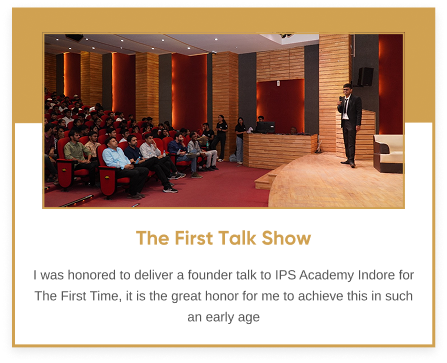 The First Talk Show
I was honored to deliver a founder talk to IPS Academy Indore for
The First Time, it is the great honor for me to achieve this in such
an early age